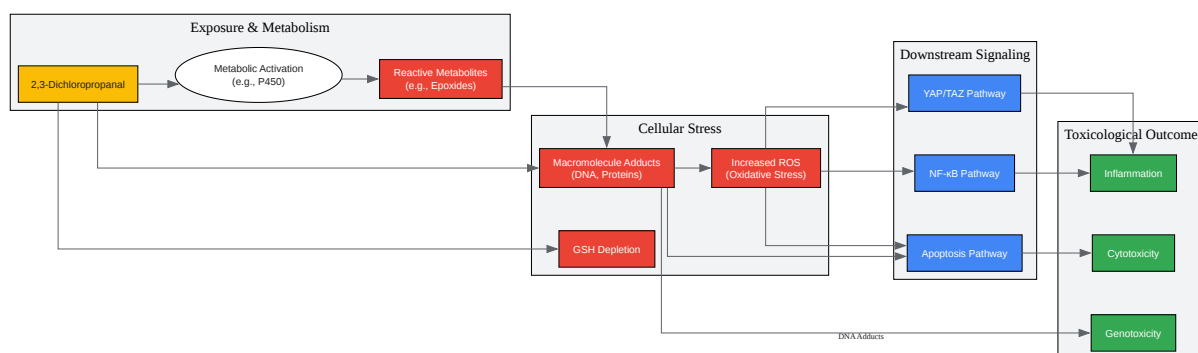 Exposure & Metabolism
2,3-Dichloropropanal
Metabolic Activation
(e.g., P450)
Reactive Metabolites
(e.g., Epoxides)
Cellular Stress
Macromolecule Adducts
(DNA, Proteins)
Increased ROS
(Oxidative Stress)
GSH Depletion
Downstream Signaling
YAP/TAZ Pathway
NF-κB Pathway
Apoptosis Pathway
Toxicological Outcome
Inflammation
Cytotoxicity
Genotoxicity
DNA Adducts